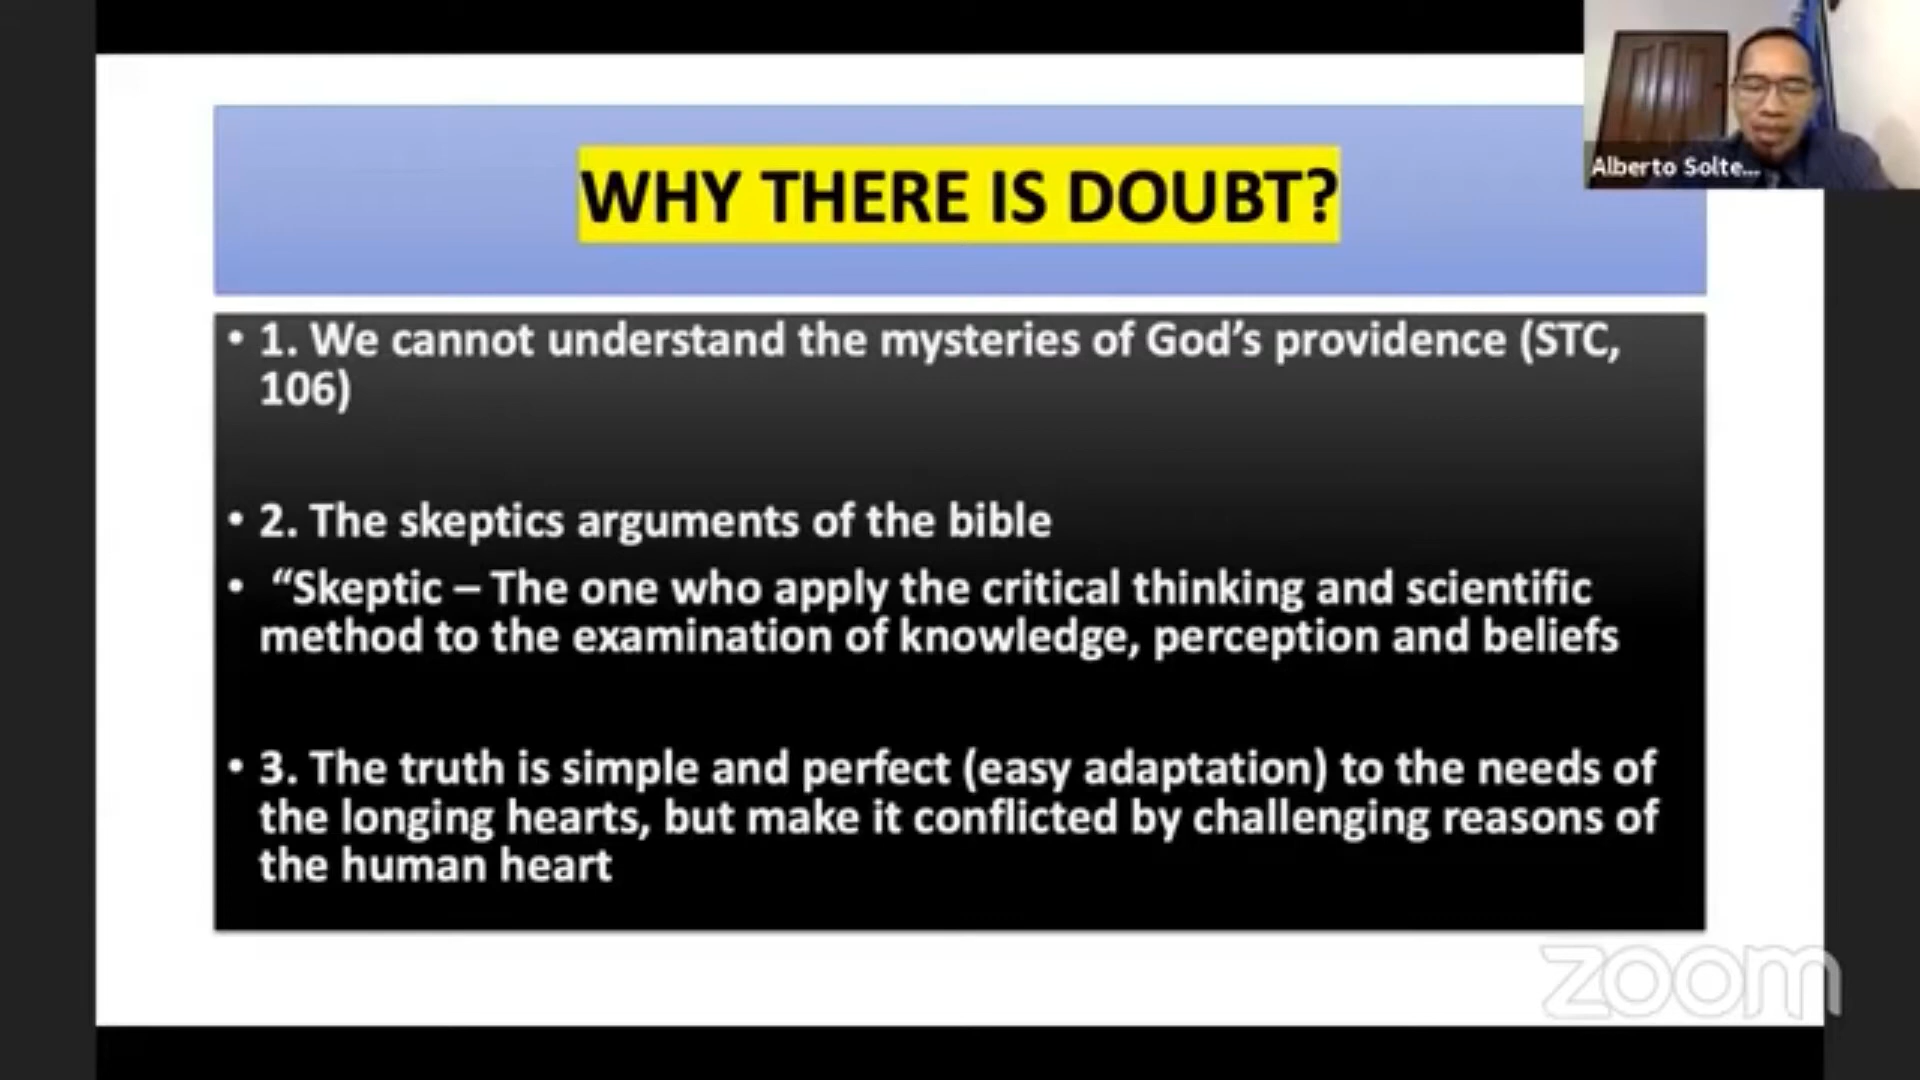 Alberto Solte...
WHY THERE IS DOUBT?
• 1. We cannot understand the mysteries of God’s providence (STC,
106)
• 2. The skeptics arguments of the bible
• “Skeptic – The one who apply the critical thinking and scientific
method to the examination of knowledge, perception and beliefs
• 3. The truth is simple and perfect (easy adaptation) to the needs of
the longing hearts, but make it conflicted by challenging reasons of
the human heart
zoom